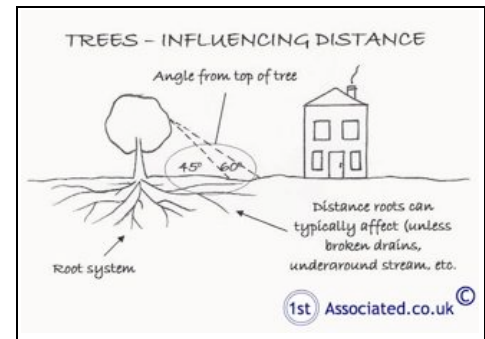 TREES – INFLUENCING DISTANCE
Angle from top of tree
45° 60°
Distance roots can
typically affect (unless
broken drains,
underaround stream, etc.
Root system
1st Associated.co.uk ©